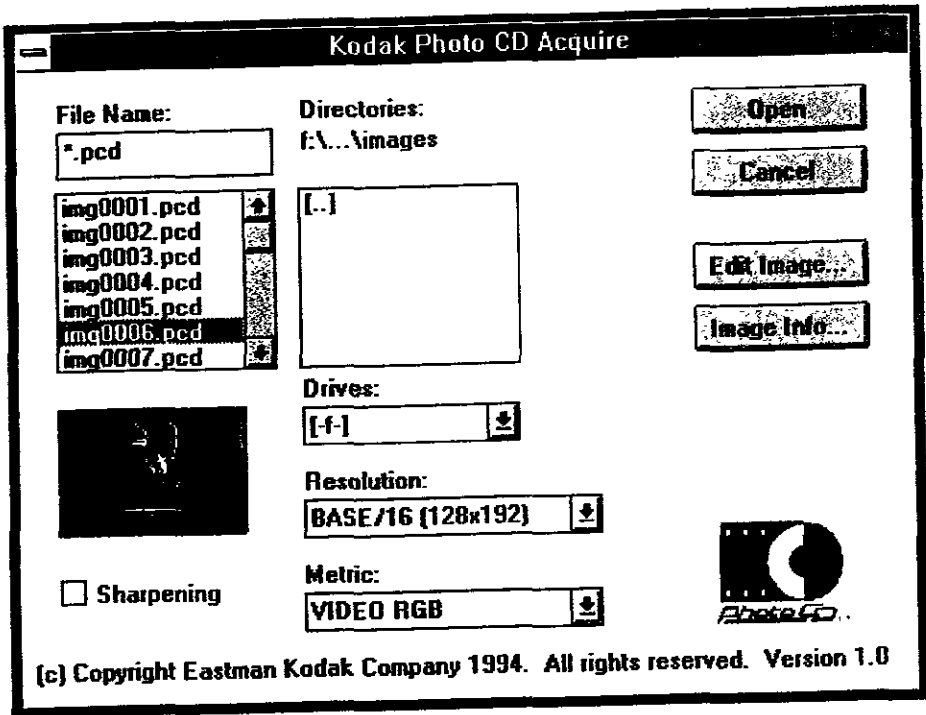 Kodak Photo CD Acquire
File Name:
*.pcd
img0001.pcd
img0002.pcd
img0003.pcd
img0004.pcd
img0005.pcd
img0006.pcd
img0007.pcd
Directories:
f:\...\images
[..]
Drives:
[-f-]
Resolution:
BASE/16 (128x192)
Metric:
VIDEO RGB
Sharpening
Open
Cancel
Edit Image...
Image Info...
Photo CD
(c) Copyright Eastman Kodak Company 1994. All rights reserved. Version 1.0